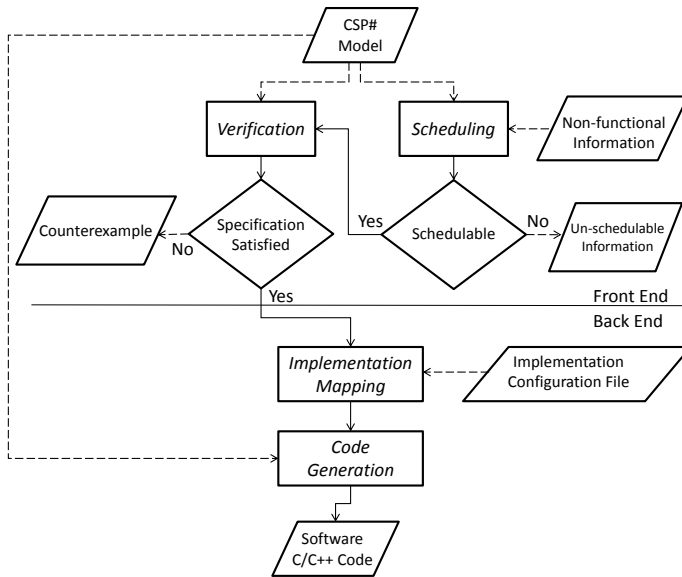 CSP#
Model
Verification
Scheduling
Non-functional
Information
Counterexample
No
Specification
Satisfied
Yes
Schedulable
No
Un-schedulable
Information
Yes
Front End
Back End
Implementation
Mapping
Implementation
Configuration File
Code
Generation
Software
C/C++ Code